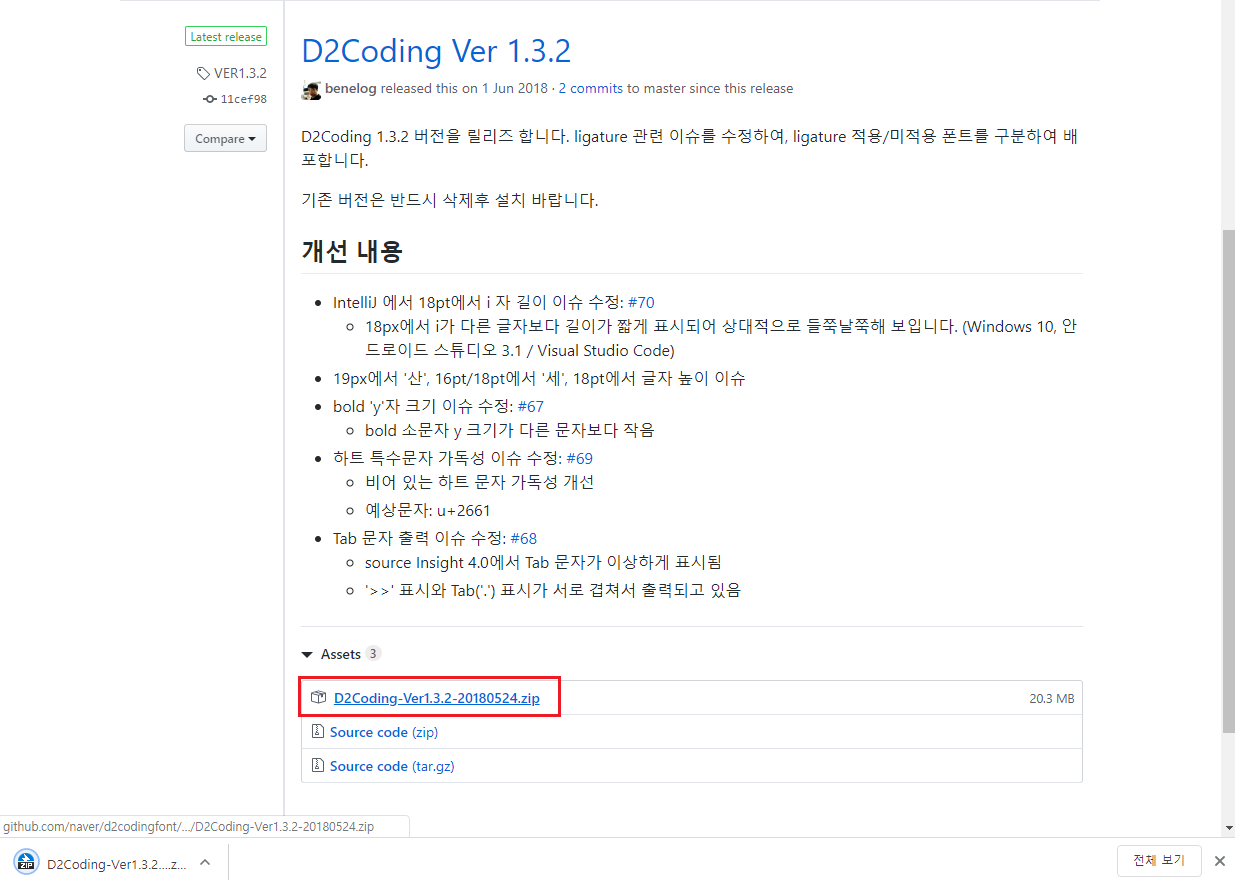 Latest release
VER1.3.2
11cef98
Compare
D2Coding Ver 1.3.2
benelog released this on 1 Jun 2018 · 2 commits to master since this release
D2Coding 1.3.2 버전을 릴리즈 합니다. ligature 관련 이슈를 수정하여, ligature 적용/미적용 폰트를 구분하여 배
포합니다.
기존 버전은 반드시 삭제후 설치 바랍니다.
개선 내용
IntelliJ 에서 18pt에서 i 자 길이 이슈 수정: #70
18px에서 i가 다른 글자보다 길이가 짧게 표시되어 상대적으로 들쭉날쭉해 보입니다. (Windows 10, 안
드로이드 스튜디오 3.1 / Visual Studio Code)
19px에서 '산', 16pt/18pt에서 '세', 18pt에서 글자 높이 이슈
bold 'y'자 크기 이슈 수정: #67
bold 소문자 y 크기가 다른 문자보다 작음
하트 특수문자 가독성 이슈 수정: #69
비어 있는 하트 문자 가독성 개선
예상문자: u+2661
Tab 문자 출력 이슈 수정: #68
source Insight 4.0에서 Tab 문자가 이상하게 표시됨
'>>' 표시와 Tab('.') 표시가 서로 겹쳐서 출력되고 있음
Assets 3
D2Coding-Ver1.3.2-20180524.zip 20.3 MB
Source code (zip)
Source code (tar.gz)
github.com/naver/d2codingfont/.../D2Coding-Ver1.3.2-20180524.zip
ZIP D2Coding-Ver1.3.2....z... 전체 보기